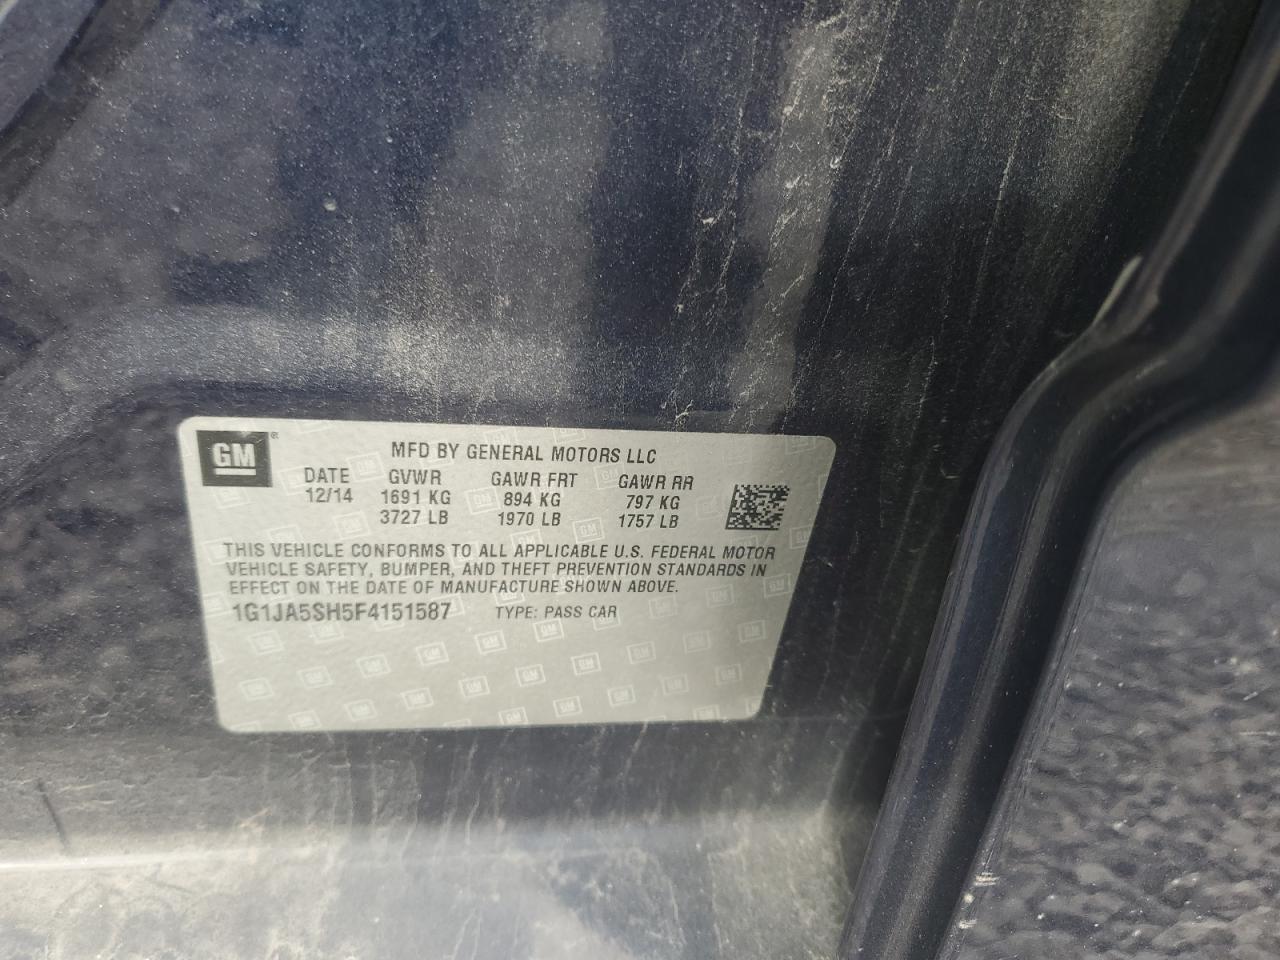 GM®
MFD BY GENERAL MOTORS LLC
DATE GVWR GAWR FRT GAWR RR
12/14 1691 KG 894 KG 797 KG
3727 LB 1970 LB 1757 LB
THIS VEHICLE CONFORMS TO ALL APPLICABLE U.S. FEDERAL MOTOR
VEHICLE SAFETY, BUMPER, AND THEFT PREVENTION STANDARDS IN
EFFECT ON THE DATE OF MANUFACTURE SHOWN ABOVE.
1G1JA5SH5F4151587 TYPE: PASS CAR